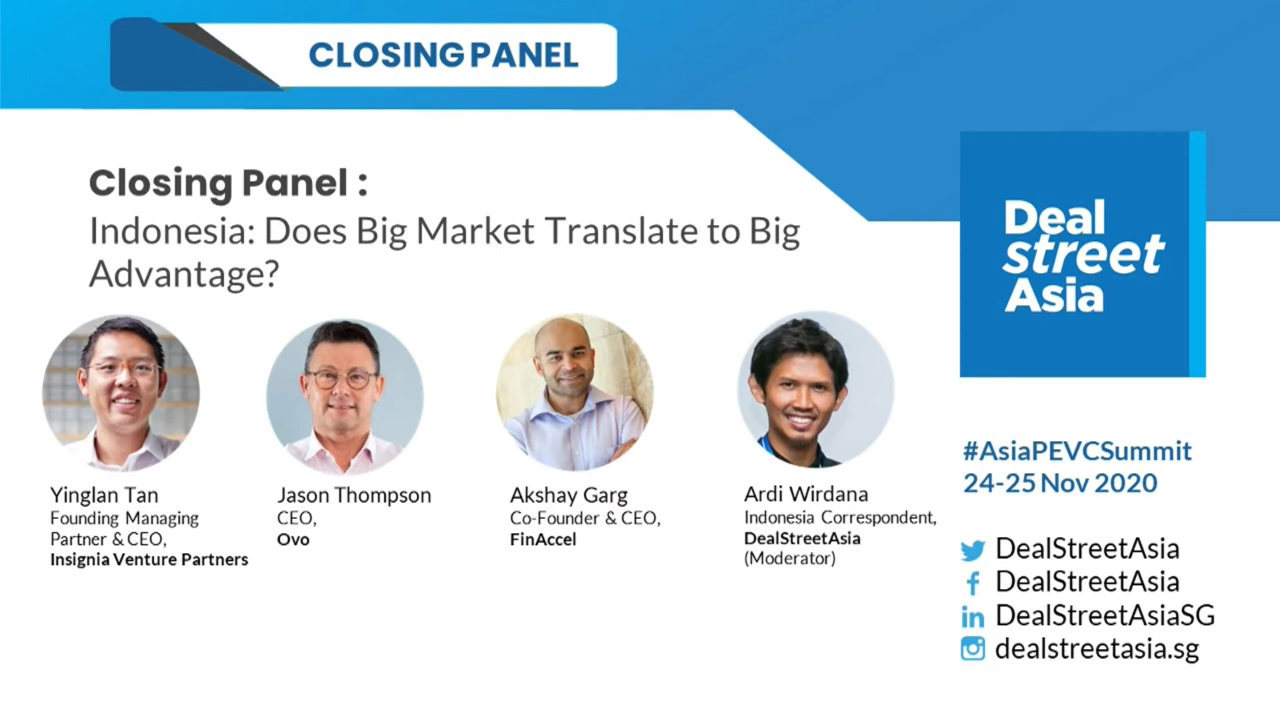 CLOSING PANEL
Closing Panel :
Indonesia: Does Big Market Translate to Big
Advantage?
Yinglan Tan
Founding Managing
Partner & CEO,
Insignia Venture Partners
Jason Thompson
CEO,
Ovo
Akshay Garg
Co-Founder & CEO,
FinAccel
Ardi Wirdana
Indonesia Correspondent,
DealStreetAsia
(Moderator)
Deal
street
Asia
#AsiaPEVCSummit
24-25 Nov 2020
DealStreetAsia
DealStreetAsia
DealStreetAsiaSG
dealstreetasia.sg